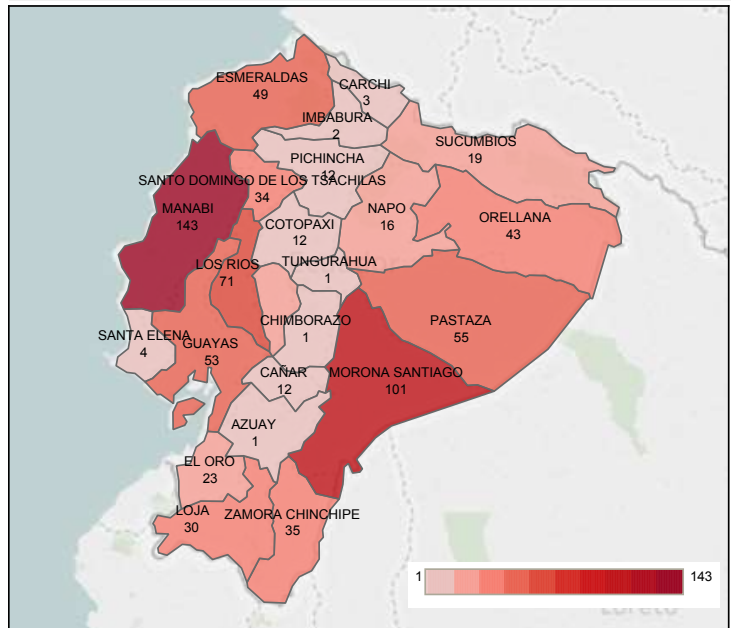 ESMERALDAS
49
CARCHI
3
IMBABURA
2
SUCUMBIOS
19
PICHINCHA
12
SANTO DOMINGO DE LOS TSACHILAS
34
MANABI
143
NAPO
16
ORELLANA
43
COTOPAXI
12
LOS RIOS
71
TUNGURAHUA
1
CHIMBORAZO
1
PASTAZA
55
SANTA ELENA
4
GUAYAS
53
CAÑAR
12
MORONA SANTIAGO
101
AZUAY
1
EL ORO
23
LOJA
30
ZAMORA CHINCHIPE
35
1
143
Loreto